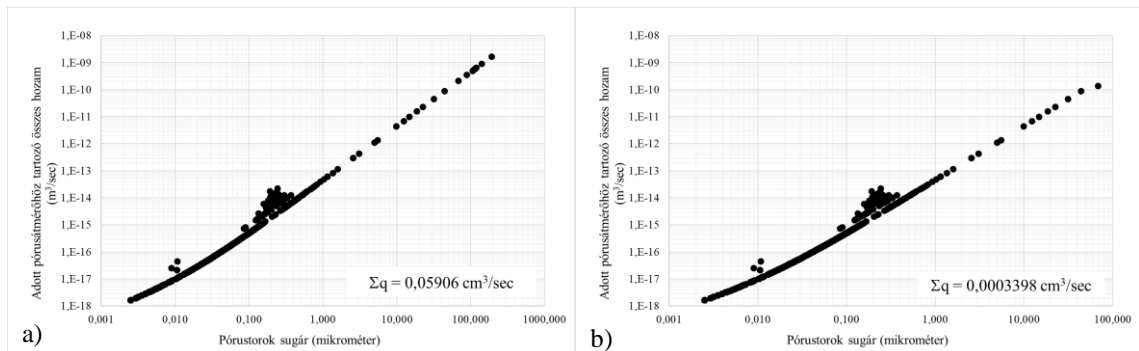 Adott pórusátmérőhöz tartozó összes hozam
(m³/sec)
1,E-08
1,E-09
1,E-10
1,E-11
1,E-12
1,E-13
1,E-14
1,E-15
1,E-16
1,E-17
1,E-18
Σq = 0,05906 cm³/sec
0,001
0,010
0,100
1,000
10,000
100,000
1000,000
Pórustorok sugár (mikrométer)
a)
Adott pórusátmérőhöz tartozó összes hozam
(m³/sec)
1,E-08
1,E-09
1,E-10
1,E-11
1,E-12
1,E-13
1,E-14
1,E-15
1,E-16
1,E-17
1,E-18
Σq = 0,0003398 cm³/sec
0,001
0,010
0,100
1,000
10,000
100,000
Pórustorok sugár (mikrométer)
b)